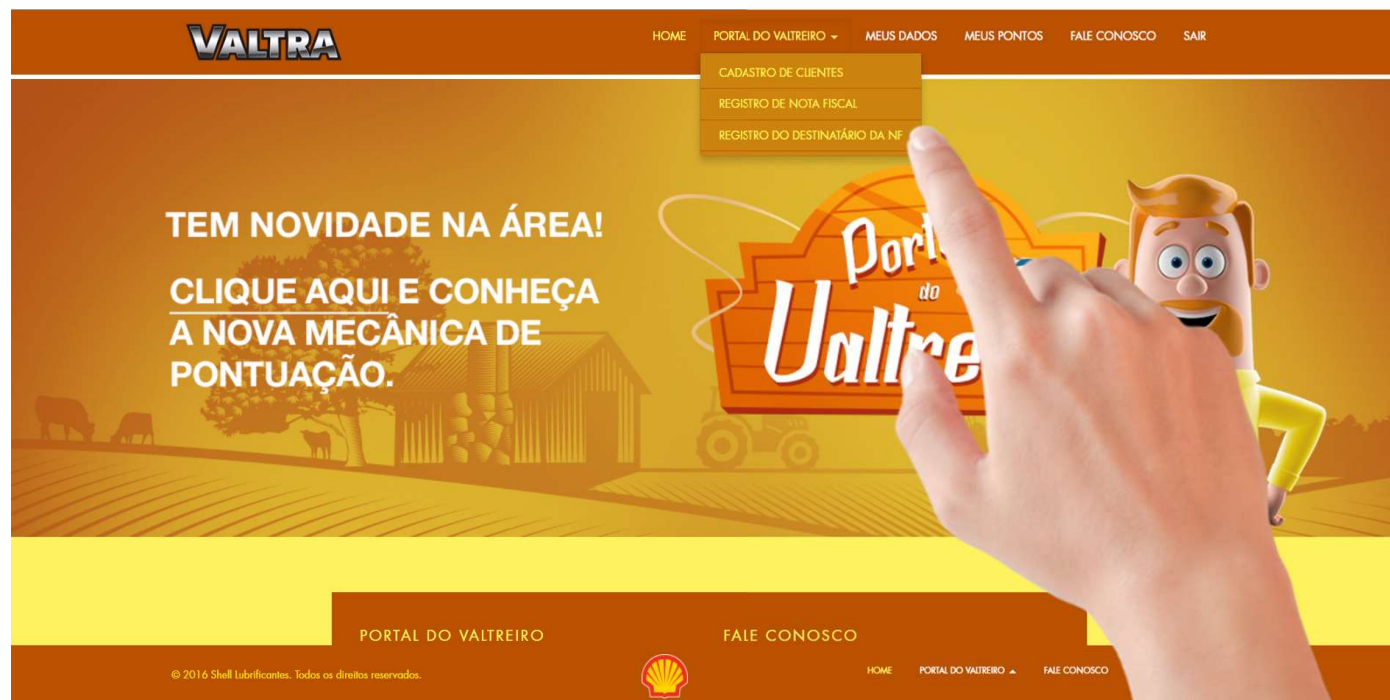 VALTRA
HOME PORTAL DO VALTREIRO MEUS DADOS MEUS PONTOS FALE CONOSCO SAIR
CADASTRO DE CLIENTES
REGISTRO DE NOTA FISCAL
REGISTRO DO DESTINATÁRIO DA NF
TEM NOVIDADE NA ÁREA!
CLIQUE AQUI E CONHEÇA
A NOVA MECÂNICA DE
PONTUAÇÃO.
do
PORTAL DO VALTREIRO FALE CONOSCO
© 2016 Shell Lubrificantes. Todos os direitos reservados.
HOME PORTAL DO VALTREIRO FALE CONOSCO